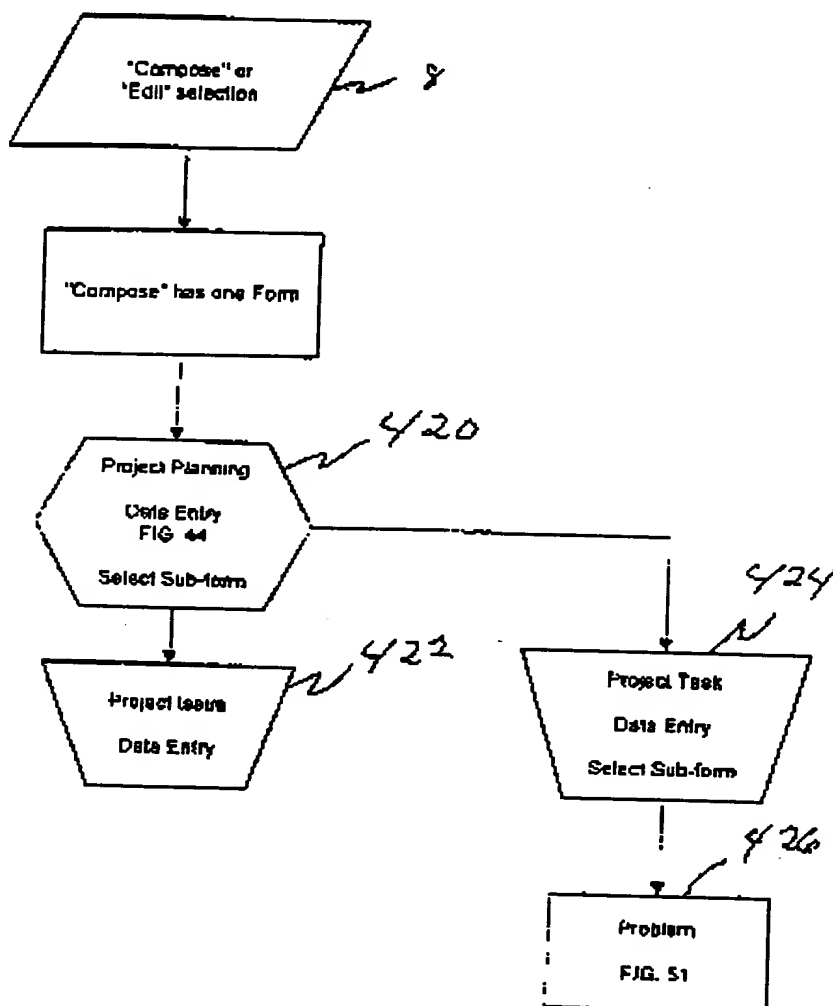 "Compose" or
"Edit" selection
8
"Compose" has one Form
420
Project Planning
Data Entry
FIG 44
Select Sub-form
424
422
Project Issue
Data Entry
Project Task
Data Entry
Select Sub-form
426
Problem
FIG. 51